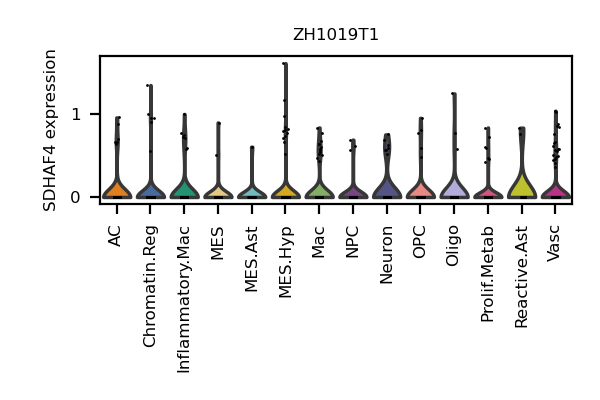 ZH1019T1
SDHAF4 expression
1
0
AC
Chromatin.Reg
Inflammatory.Mac
MES
MES.Ast
MES.Hyp
Mac
NPC
Neuron
OPC
Oligo
Prolif.Metab
Reactive.Ast
Vasc